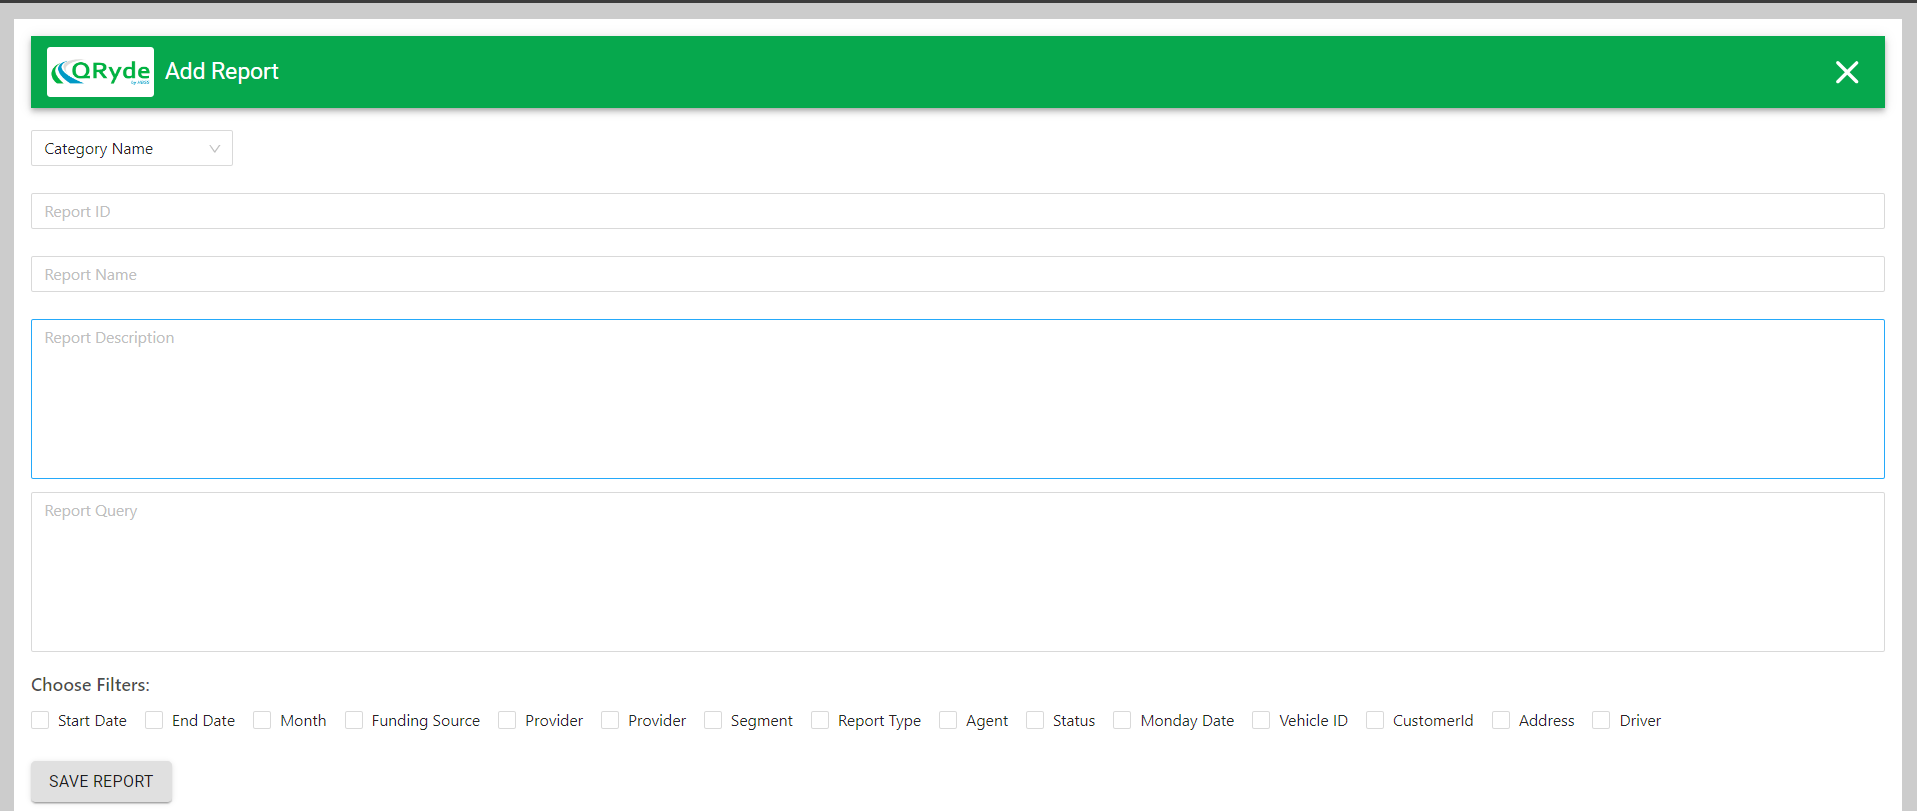 QRyde Add Report
Category Name
Report ID
Report Name
Report Description
Report Query
Choose Filters:
Start Date End Date Month Funding Source Provider Provider Segment Report Type Agent Status Monday Date Vehicle ID CustomerId Address Driver
SAVE REPORT